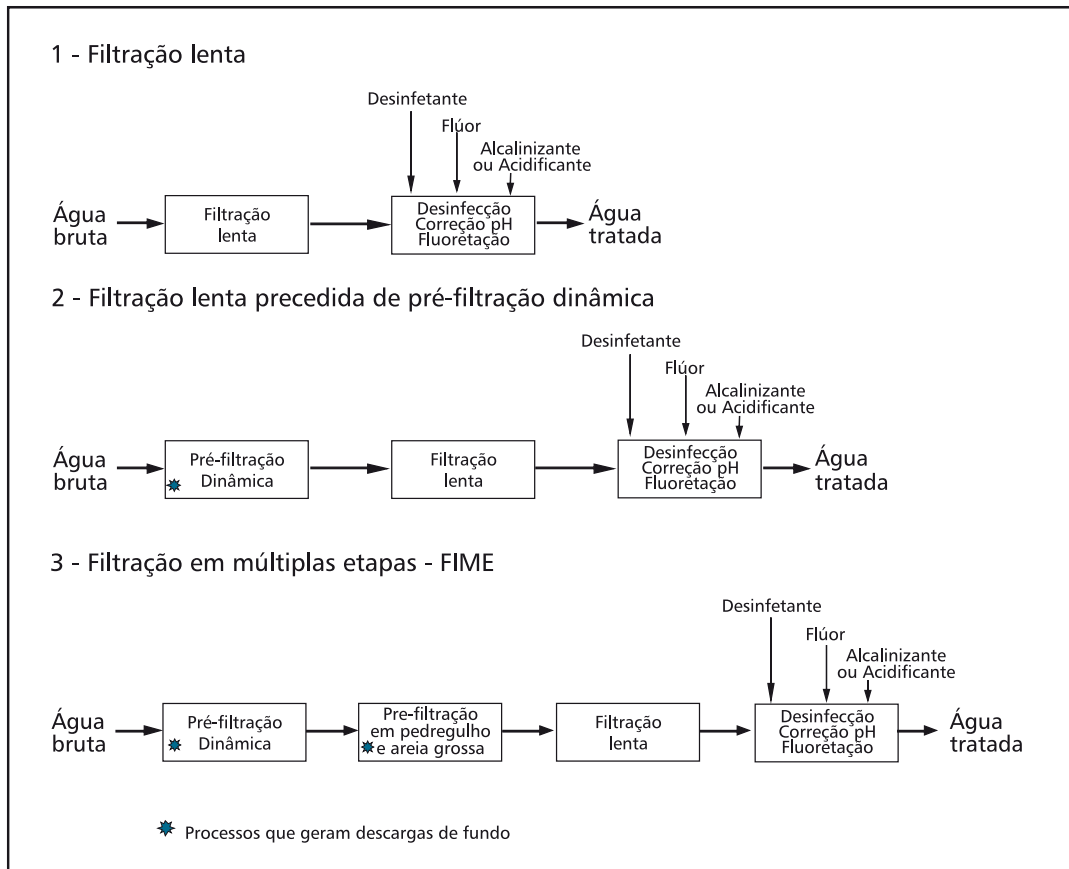 1 - Filtração lenta
Desinfetante
Flúor
Alcalinizante
ou Acidificante
Água
bruta
Filtração
lenta
Desinfecção
Correção pH
Fluoretação
Água
tratada
2 - Filtração lenta precedida de pré-filtração dinâmica
Desinfetante
Flúor
Alcalinizante
ou Acidificante
Água
bruta
Pré-filtração
Dinâmica
Filtração
lenta
Desinfecção
Correção pH
Fluoretação
Água
tratada
3 - Filtração em múltiplas etapas - FIME
Desinfetante
Flúor
Alcalinizante
ou Acidificante
Água
bruta
Pré-filtração
Dinâmica
Pre-filtração
em pedregulho
e areia grossa
Filtração
lenta
Desinfecção
Correção pH
Fluoretação
Água
tratada
Processos que geram descargas de fundo